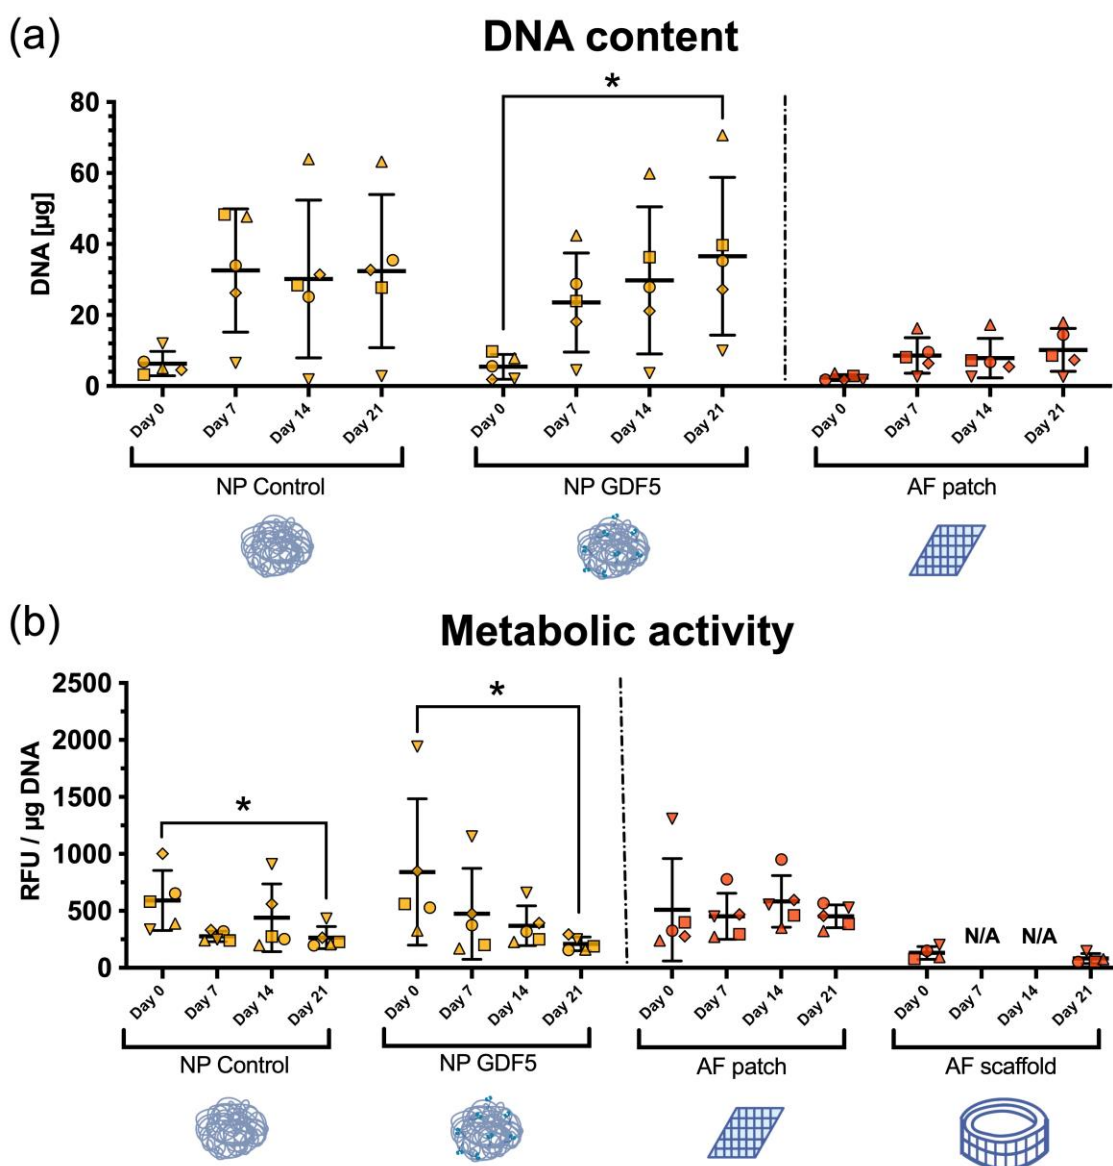 (a)
DNA content
*
DNA [µg]
80
60
40
20
0
Day 0
Day 7
Day 14
Day 21
Day 0
Day 7
Day 14
Day 21
Day 0
Day 7
Day 14
Day 21
NP Control
NP GDF5
AF patch
(b)
Metabolic activity
RFU / µg DNA
2500
2000
1500
1000
500
0
*
*
N/A
N/A
Day 0
Day 7
Day 14
Day 21
Day 0
Day 7
Day 14
Day 21
Day 0
Day 7
Day 14
Day 21
Day 0
Day 7
Day 14
Day 21
NP Control
NP GDF5
AF patch
AF scaffold